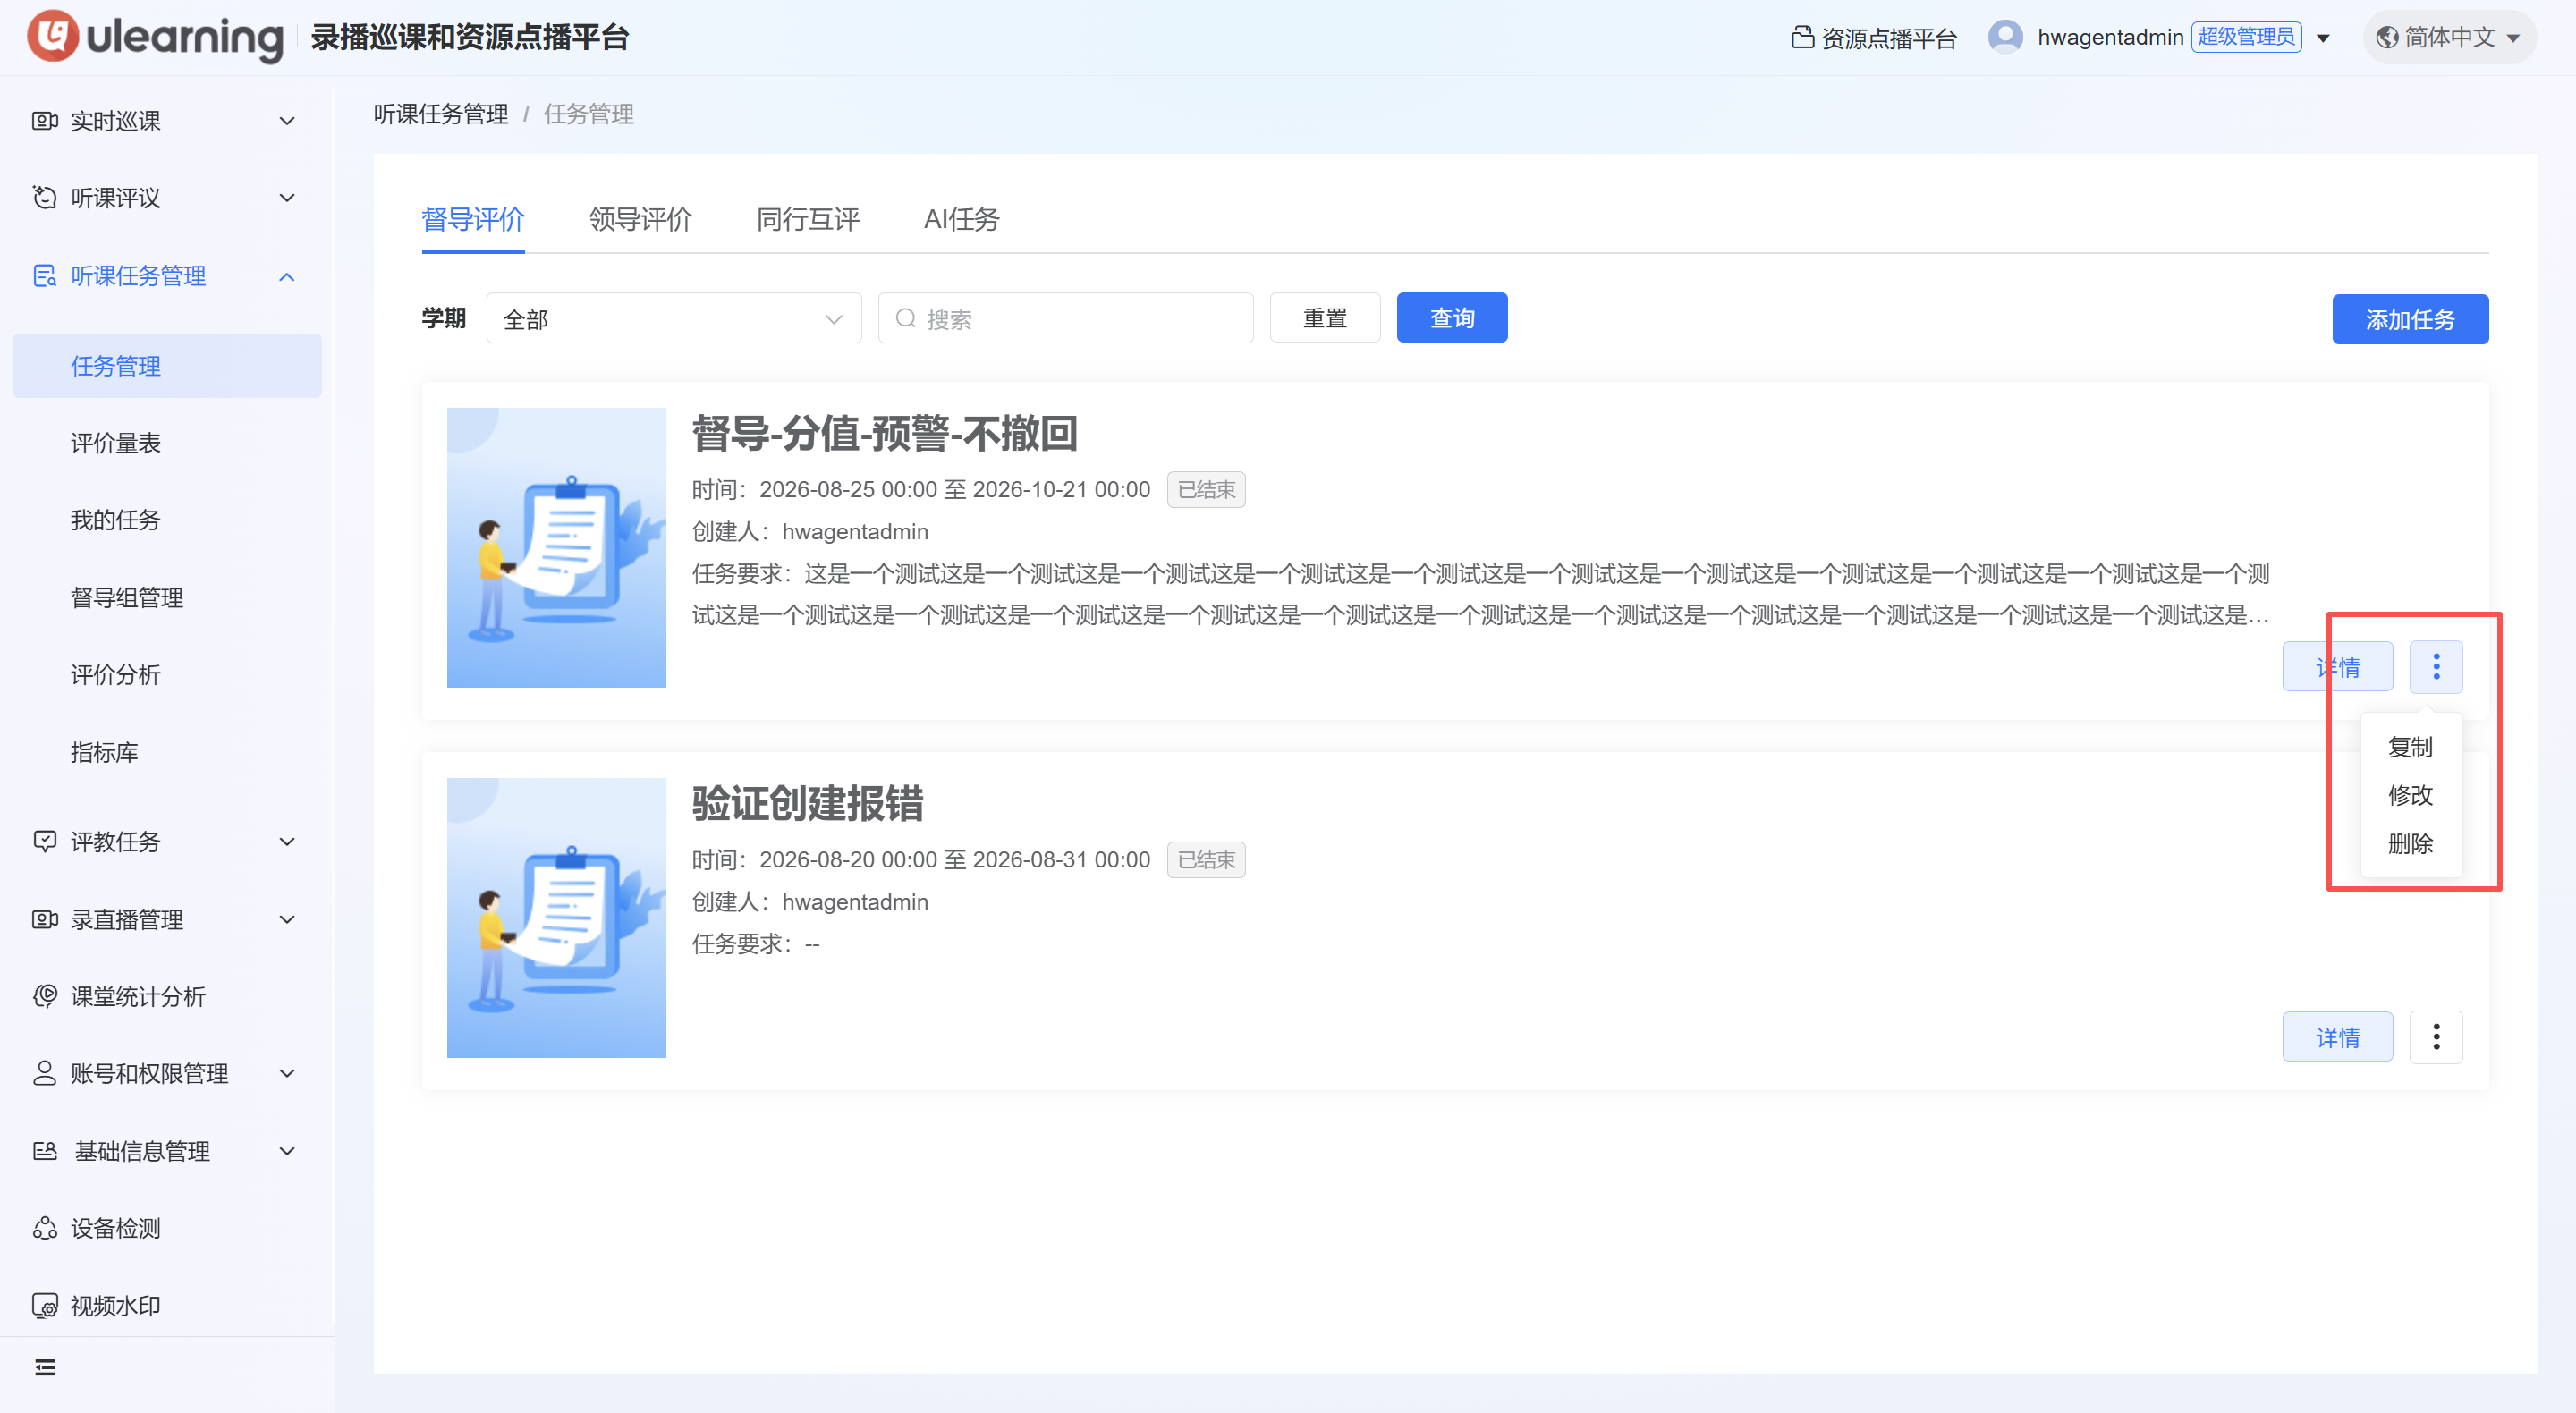 ulearning 录播巡课和资源点播平台 资源点播平台 hwagentadmin 超级管理员 简体中文
实时巡课
听课评议
听课任务管理
任务管理
评价量表
我的任务
督导组管理
评价分析
指标库
评教任务
录直播管理
课堂统计分析
账号和权限管理
基础信息管理
设备检测
视频水印
听课任务管理 / 任务管理
督导评价 领导评价 同行互评 AI任务
学期 全部 搜索 重置 查询 添加任务
督导-分值-预警-不撤回
时间：2026-08-25 00:00 至 2026-10-21 00:00 已结束
创建人：hwagentadmin
任务要求：这是一个测试这是一个测试这是一个测试这是一个测试这是一个测试这是一个测试这是一个测试这是一个测试这是一个测试这是一个测试这是一个测
试这是一个测试这是一个测试这是一个测试这是一个测试这是一个测试这是一个测试这是一个测试这是一个测试这是一个测试这是一个测试这是一个测试这是...
详情
复制
修改
删除
验证创建报错
时间：2026-08-20 00:00 至 2026-08-31 00:00 已结束
创建人：hwagentadmin
任务要求：--
详情